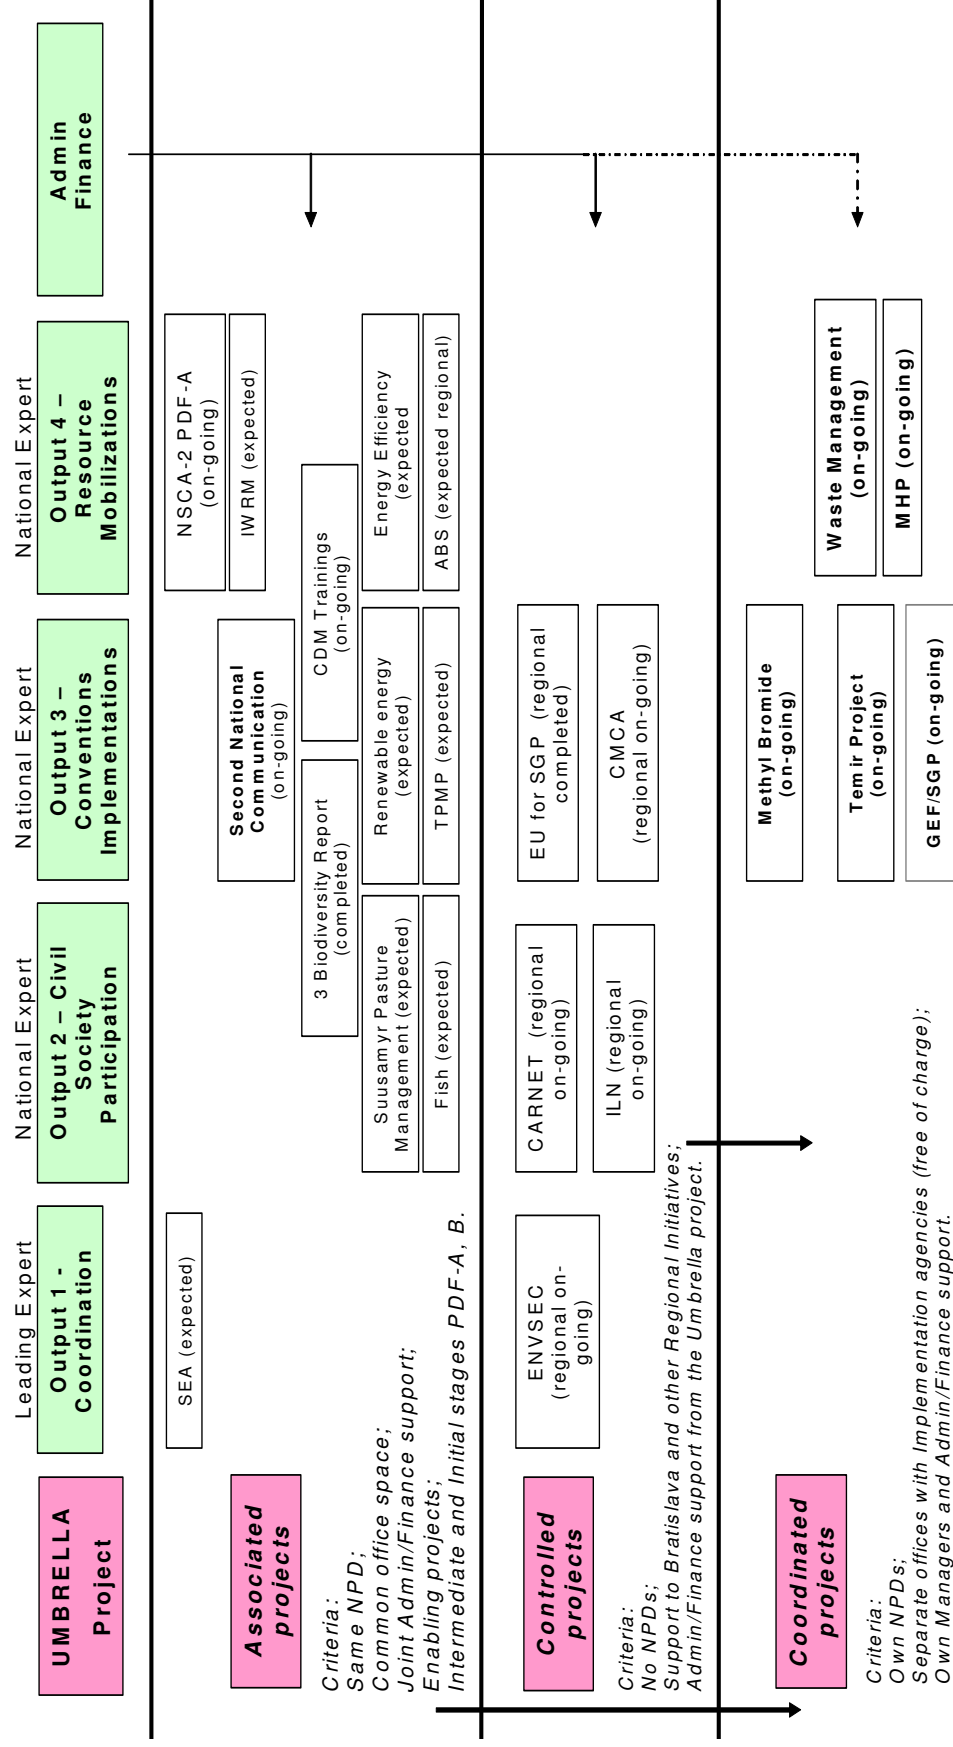 UMBRELLA
Project
Leading Expert
Output 1 -
Coordination
National Expert
Output 2 – Civil
Society
Participation
National Expert
Output 3 –
Conventions
Implementations
National Expert
Output 4 –
Resource
Mobilizations
Admin
Finance
Associated
projects
Criteria:
Same NPD;
Common office space;
Joint Admin/Finance support;
Enabling projects;
Intermediate and Initial stages PDF-A, B.
SEA (expected)
NSCA-2 PDF-A
(on-going)
IWRM (expected)
Second National
Communication
(on-going)
3 Biodiversity Report
(completed)
CDM Trainings
(on-going)
Suusamyr Pasture
Management (expected)
Renewable energy
(expected)
Energy Efficiency
(expected
Fish (expected)
TPMP (expected)
ABS (expected regional)
Controlled
projects
Criteria:
No NPDs;
Support to Bratislava and other Regional Initiatives;
Admin/Finance support from the Umbrella project.
ENVSEC
(regional on-
going)
CARNET (regional
on-going)
ILN (regional
on-going)
EU for SGP (regional
completed)
CMCA
(regional on-going)
Coordinated
projects
Criteria:
Own NPDs;
Separate offices with Implementation agencies (free of charge);
Own Managers and Admin/Finance support.
Methyl Bromide
(on-going)
Temir Project
(on-going)
GEF/SGP (on-going)
Waste Management
(on-going)
MHP (on-going)